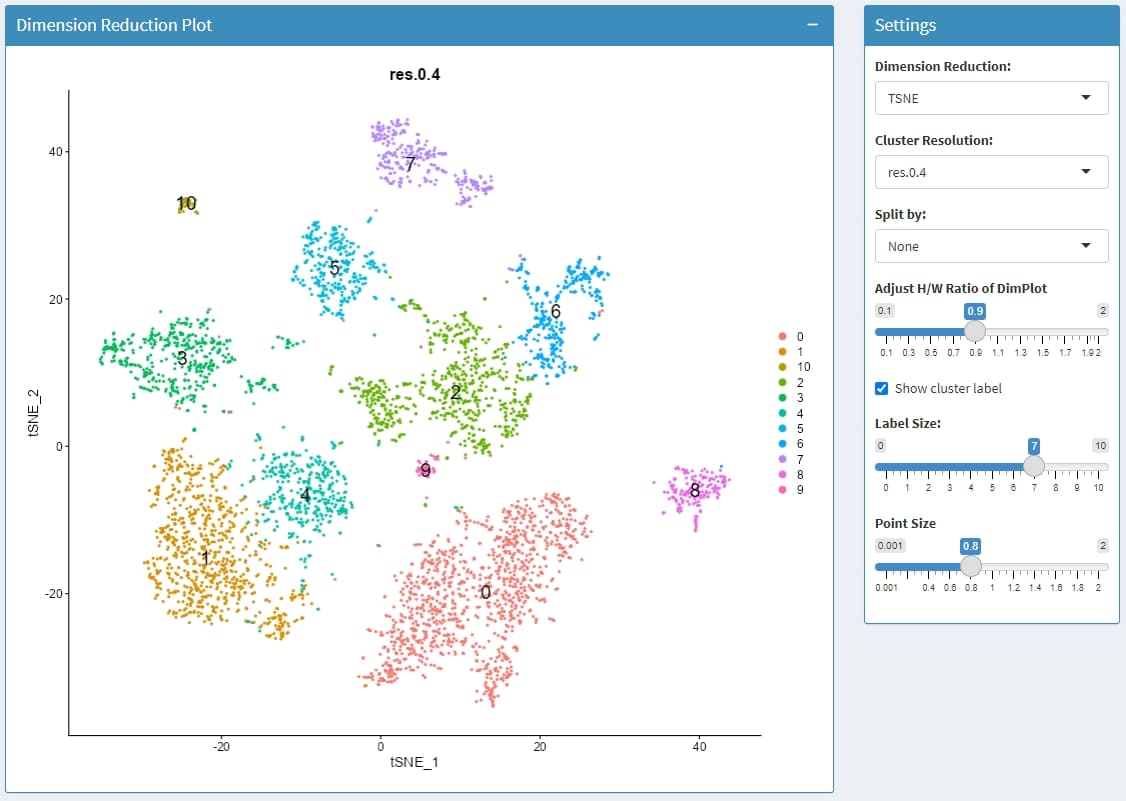 Dimension Reduction Plot
−
res.0.4
40
20
0
-20
tSNE_2
-20
0
20
40
tSNE_1
7
10
5
6
3
2
9
8
4
1
0
0
1
10
2
3
4
5
6
7
8
9
Settings
Dimension Reduction:
TSNE
Cluster Resolution:
res.0.4
Split by:
None
Adjust H/W Ratio of DimPlot
0.1 0.9 2
0.1 0.3 0.5 0.7 0.9 1.1 1.3 1.5 1.7 1.9 2
Show cluster label
Label Size:
0 7 10
0 1 2 3 4 5 6 7 8 9 10
Point Size
0.001 0.8 2
0.001 0.4 0.6 0.8 1 1.2 1.4 1.6 1.8 2